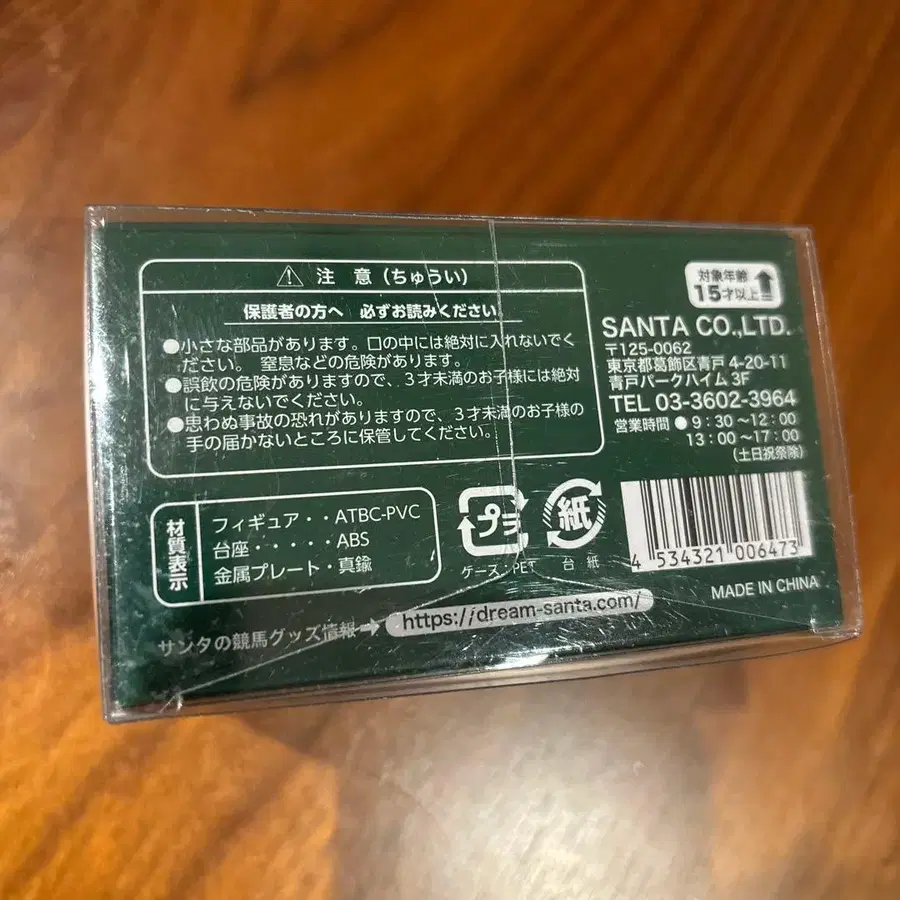 ⚠ 注 意（ちゅうい）
保護者の方へ 必ずお読みください
●小さな部品があります。口の中には絶対に入れないでく
ださい。 窒息などの危険があります。
●誤飲の危険がありますので、３才未満のお子様には絶対
に与えないでください。
●思わぬ事故の恐れがありますので、３才未満のお子様の
手の届かないところに保管してください。
材質表示
フィギュア・・ATBC-PVC
台座・・・・・ABS
金属プレート・真鍮
プラ
ケース：PET
紙
台 紙
サンタの競馬グッズ情報→ https://dream-santa.com/
対象年齢
15才以上
SANTA CO.,LTD.
〒125-0062
東京都葛飾区青戸 4-20-11
青戸パークハイム 3F
TEL 03-3602-3964
営業時間 ● 9：30 ～12：00
13：00 ～17：00
（土日祝祭除）
4 534321 006473
MADE IN CHINA